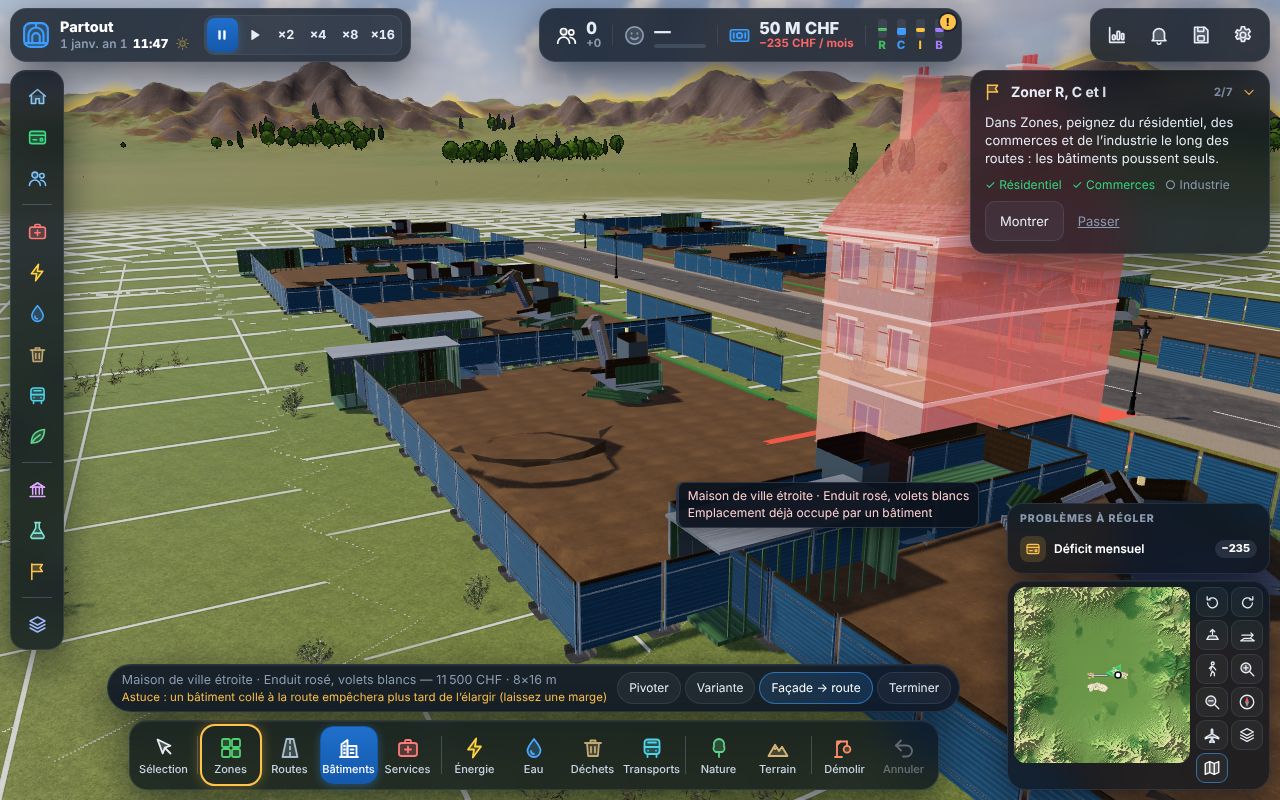 Partout
1 janv. an 1 11:47
×2 ×4 ×8 ×16
0
+0
—
50 M CHF
−235 CHF / mois
R C I B
!
Zoner R, C et I 2/7
Dans Zones, peignez du résidentiel, des
commerces et de l’industrie le long des
routes : les bâtiments poussent seuls.
✓ Résidentiel ✓ Commerces ○ Industrie
Montrer Passer
Maison de ville étroite · Enduit rosé, volets blancs
Emplacement déjà occupé par un bâtiment
PROBLÈMES À RÉGLER
Déficit mensuel −235
Maison de ville étroite · Enduit rosé, volets blancs — 11 500 CHF · 8×16 m
Astuce : un bâtiment collé à la route empêchera plus tard de l’élargir (laissez une marge)
Pivoter Variante Façade → route Terminer
Sélection Zones Routes Bâtiments Services Énergie Eau Déchets Transports Nature Terrain Démolir Annuler